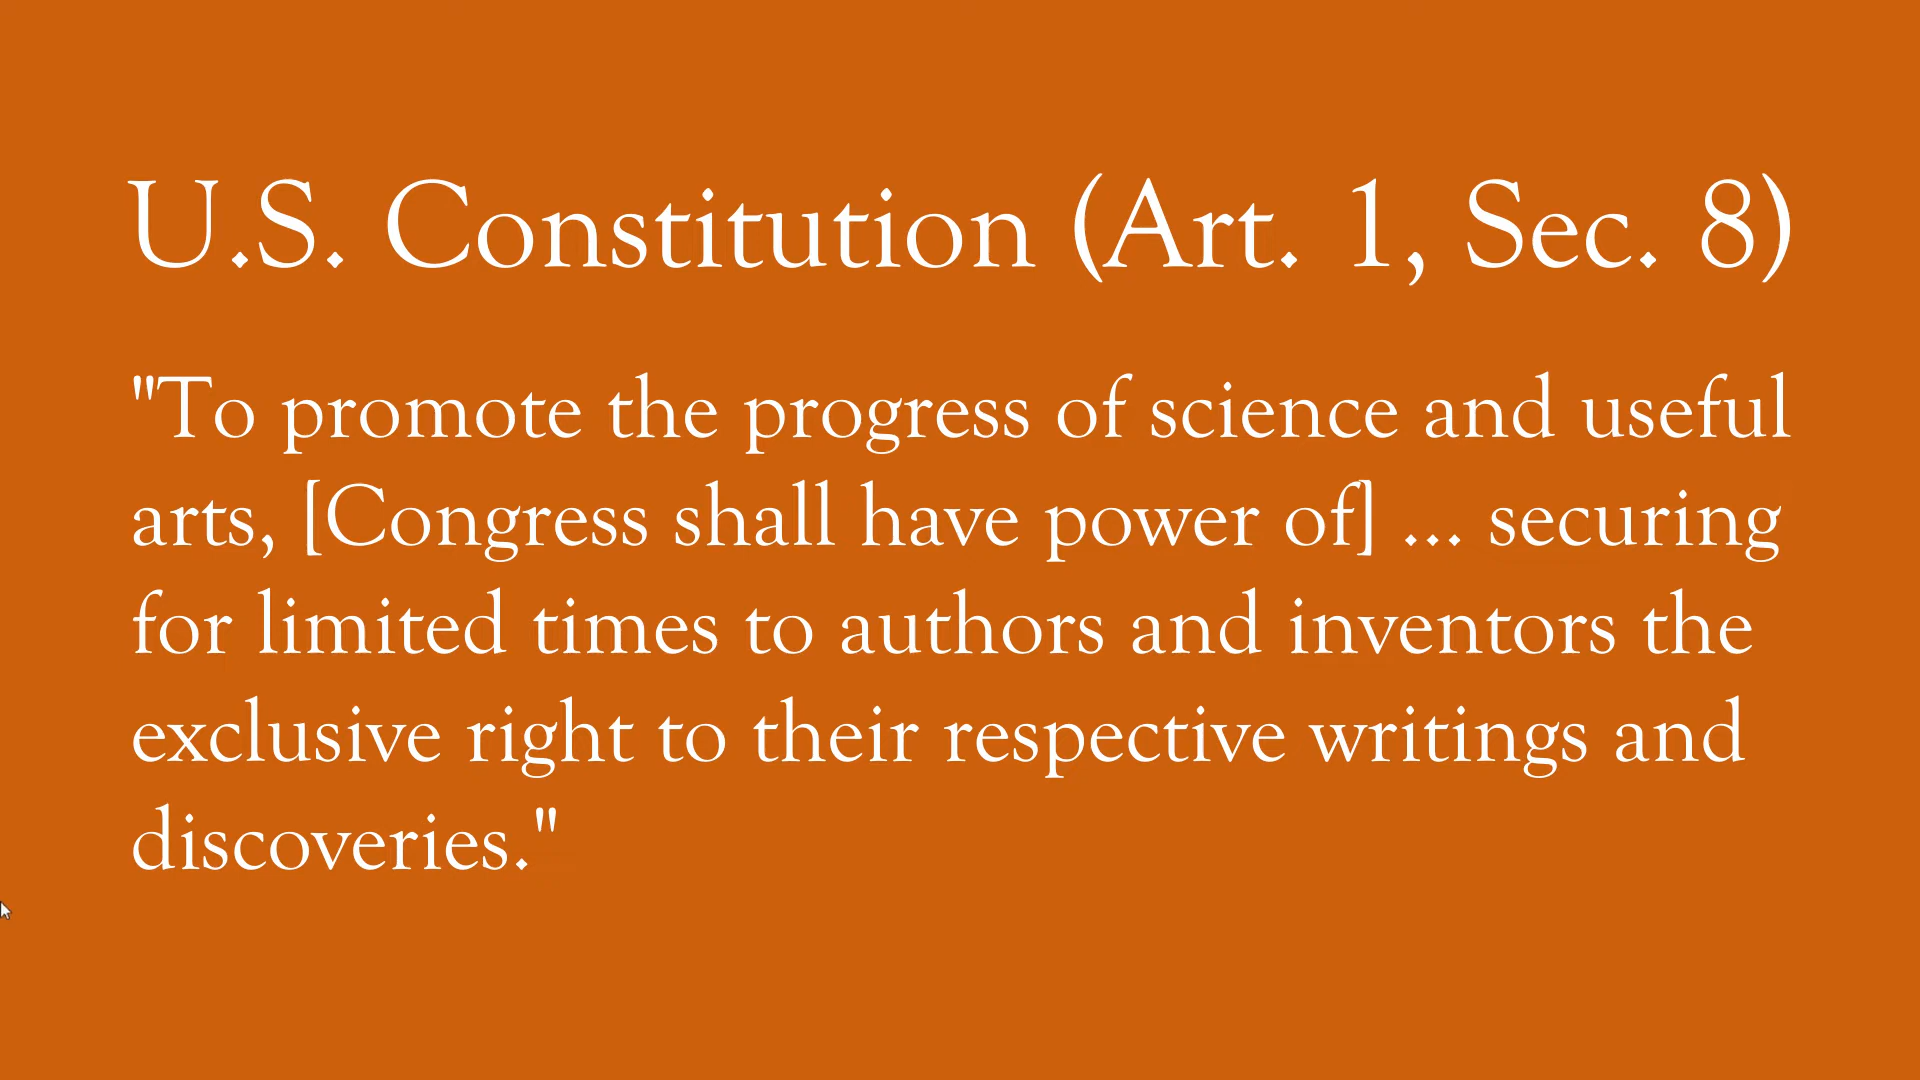 U.S. Constitution (Art. 1, Sec. 8)
"To promote the progress of science and useful
arts, [Congress shall have power of] ... securing
for limited times to authors and inventors the
exclusive right to their respective writings and
discoveries."